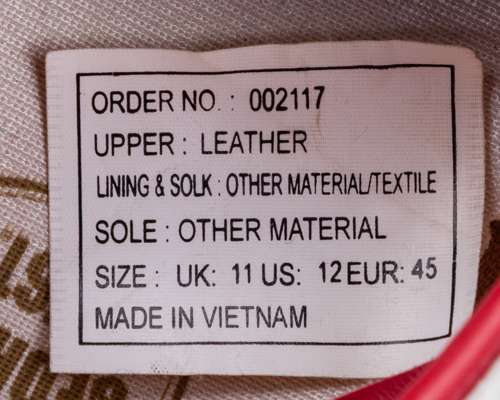 ORDER NO. : 002117
UPPER : LEATHER
LINING & SOLK : OTHER MATERIAL/TEXTILE
SOLE : OTHER MATERIAL
SIZE : UK: 11 US: 12 EUR: 45
MADE IN VIETNAM